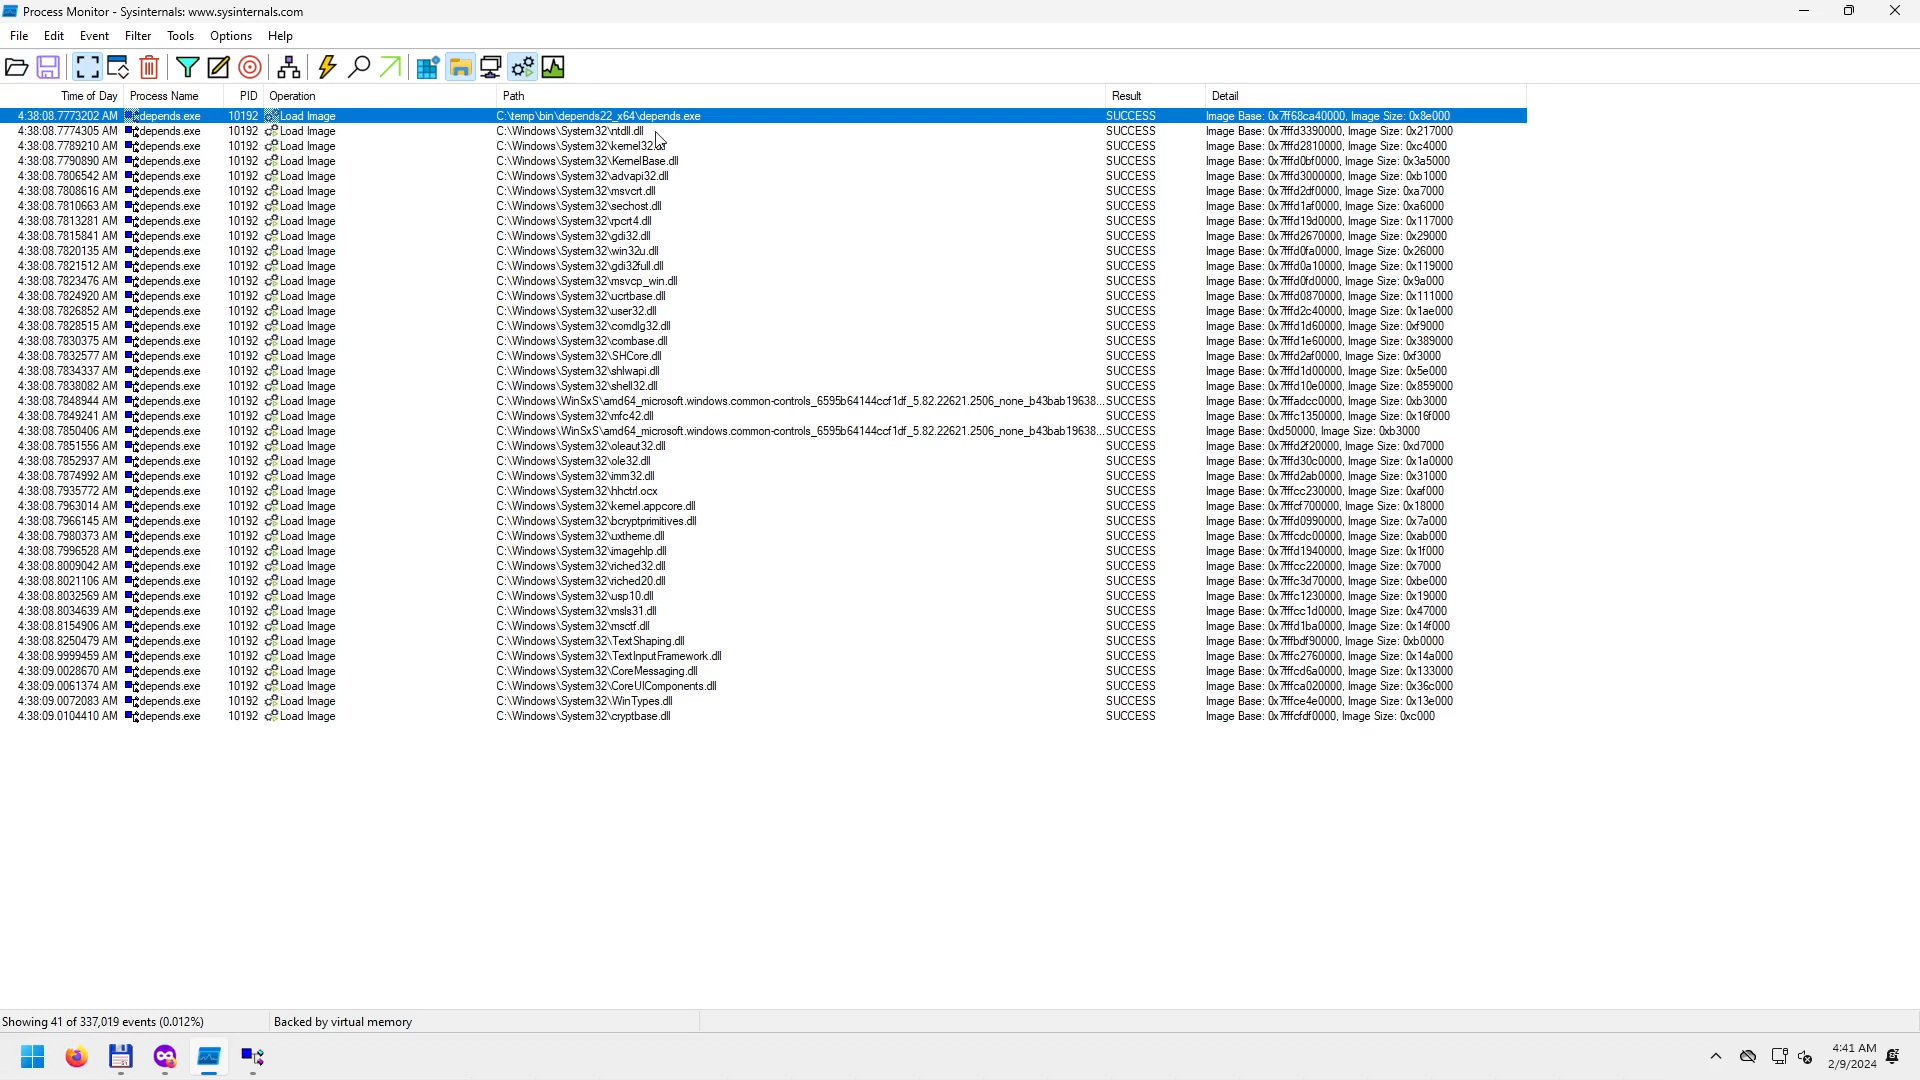 Process Monitor - Sysinternals: www.sysinternals.com
File Edit Event Filter Tools Options Help
Time of Day Process Name PID Operation Path Result Detail
4:38:08.7773202 AM depends.exe 10192 Load Image C:\temp\bin\depends22_x64\depends.exe SUCCESS Image Base: 0x7ff68ca40000, Image Size: 0x8e000
4:38:08.7774305 AM depends.exe 10192 Load Image C:\Windows\System32\ntdll.dll SUCCESS Image Base: 0x7fffd3390000, Image Size: 0x217000
4:38:08.7789210 AM depends.exe 10192 Load Image C:\Windows\System32\kernel32.dll SUCCESS Image Base: 0x7fffd2810000, Image Size: 0xc4000
4:38:08.7790890 AM depends.exe 10192 Load Image C:\Windows\System32\KernelBase.dll SUCCESS Image Base: 0x7fffd0bf0000, Image Size: 0x3a5000
4:38:08.7806542 AM depends.exe 10192 Load Image C:\Windows\System32\advapi32.dll SUCCESS Image Base: 0x7fffd3000000, Image Size: 0xb1000
4:38:08.7808616 AM depends.exe 10192 Load Image C:\Windows\System32\msvcrt.dll SUCCESS Image Base: 0x7fffd2df0000, Image Size: 0xa7000
4:38:08.7810663 AM depends.exe 10192 Load Image C:\Windows\System32\sechost.dll SUCCESS Image Base: 0x7fffd1af0000, Image Size: 0xa6000
4:38:08.7813281 AM depends.exe 10192 Load Image C:\Windows\System32\rpcrt4.dll SUCCESS Image Base: 0x7fffd19d0000, Image Size: 0x117000
4:38:08.7815841 AM depends.exe 10192 Load Image C:\Windows\System32\gdi32.dll SUCCESS Image Base: 0x7fffd2670000, Image Size: 0x29000
4:38:08.7820135 AM depends.exe 10192 Load Image C:\Windows\System32\win32u.dll SUCCESS Image Base: 0x7fffd0fa0000, Image Size: 0x26000
4:38:08.7821512 AM depends.exe 10192 Load Image C:\Windows\System32\gdi32full.dll SUCCESS Image Base: 0x7fffd0a10000, Image Size: 0x119000
4:38:08.7823476 AM depends.exe 10192 Load Image C:\Windows\System32\msvcp_win.dll SUCCESS Image Base: 0x7fffd0fd0000, Image Size: 0x9a000
4:38:08.7824920 AM depends.exe 10192 Load Image C:\Windows\System32\ucrtbase.dll SUCCESS Image Base: 0x7fffd0870000, Image Size: 0x111000
4:38:08.7826852 AM depends.exe 10192 Load Image C:\Windows\System32\user32.dll SUCCESS Image Base: 0x7fffd2c40000, Image Size: 0x1ae000
4:38:08.7828515 AM depends.exe 10192 Load Image C:\Windows\System32\comdlg32.dll SUCCESS Image Base: 0x7fffd1d60000, Image Size: 0xf9000
4:38:08.7830375 AM depends.exe 10192 Load Image C:\Windows\System32\combase.dll SUCCESS Image Base: 0x7fffd1e60000, Image Size: 0x389000
4:38:08.7832577 AM depends.exe 10192 Load Image C:\Windows\System32\SHCore.dll SUCCESS Image Base: 0x7fffd2af0000, Image Size: 0xf3000
4:38:08.7834337 AM depends.exe 10192 Load Image C:\Windows\System32\shlwapi.dll SUCCESS Image Base: 0x7fffd1d00000, Image Size: 0x5e000
4:38:08.7838082 AM depends.exe 10192 Load Image C:\Windows\System32\shell32.dll SUCCESS Image Base: 0x7fffd10e0000, Image Size: 0x859000
4:38:08.7848944 AM depends.exe 10192 Load Image C:\Windows\WinSxS\amd64_microsoft.windows.common-controls_6595b64144ccf1df_5.82.22621.2506_none_b43bab19638... SUCCESS Image Base: 0x7fffadcc0000, Image Size: 0xb3000
4:38:08.7849241 AM depends.exe 10192 Load Image C:\Windows\System32\mfc42.dll SUCCESS Image Base: 0x7fffc1350000, Image Size: 0x16f000
4:38:08.7850406 AM depends.exe 10192 Load Image C:\Windows\WinSxS\amd64_microsoft.windows.common-controls_6595b64144ccf1df_5.82.22621.2506_none_b43bab19638... SUCCESS Image Base: 0xd50000, Image Size: 0xb3000
4:38:08.7851556 AM depends.exe 10192 Load Image C:\Windows\System32\oleaut32.dll SUCCESS Image Base: 0x7fffd2f20000, Image Size: 0xd7000
4:38:08.7852937 AM depends.exe 10192 Load Image C:\Windows\System32\ole32.dll SUCCESS Image Base: 0x7fffd30c0000, Image Size: 0x1a0000
4:38:08.7874992 AM depends.exe 10192 Load Image C:\Windows\System32\imm32.dll SUCCESS Image Base: 0x7fffd2ab0000, Image Size: 0x31000
4:38:08.7935772 AM depends.exe 10192 Load Image C:\Windows\System32\hhctrl.ocx SUCCESS Image Base: 0x7fffcc230000, Image Size: 0xaf000
4:38:08.7963014 AM depends.exe 10192 Load Image C:\Windows\System32\kernel.appcore.dll SUCCESS Image Base: 0x7fffcf700000, Image Size: 0x18000
4:38:08.7966145 AM depends.exe 10192 Load Image C:\Windows\System32\bcryptprimitives.dll SUCCESS Image Base: 0x7fffd0990000, Image Size: 0x7a000
4:38:08.7980373 AM depends.exe 10192 Load Image C:\Windows\System32\uxtheme.dll SUCCESS Image Base: 0x7fffcdc00000, Image Size: 0xab000
4:38:08.7996528 AM depends.exe 10192 Load Image C:\Windows\System32\imagehlp.dll SUCCESS Image Base: 0x7fffd1940000, Image Size: 0x1f000
4:38:08.8009042 AM depends.exe 10192 Load Image C:\Windows\System32\riched32.dll SUCCESS Image Base: 0x7fffcc220000, Image Size: 0x7000
4:38:08.8021106 AM depends.exe 10192 Load Image C:\Windows\System32\riched20.dll SUCCESS Image Base: 0x7fffc3d70000, Image Size: 0xbe000
4:38:08.8032569 AM depends.exe 10192 Load Image C:\Windows\System32\usp10.dll SUCCESS Image Base: 0x7fffc1230000, Image Size: 0x19000
4:38:08.8034639 AM depends.exe 10192 Load Image C:\Windows\System32\msls31.dll SUCCESS Image Base: 0x7fffcc1d0000, Image Size: 0x47000
4:38:08.8154906 AM depends.exe 10192 Load Image C:\Windows\System32\msctf.dll SUCCESS Image Base: 0x7fffd1ba0000, Image Size: 0x14f000
4:38:08.8250479 AM depends.exe 10192 Load Image C:\Windows\System32\TextShaping.dll SUCCESS Image Base: 0x7fffbdf90000, Image Size: 0xb0000
4:38:08.9999459 AM depends.exe 10192 Load Image C:\Windows\System32\TextInputFramework.dll SUCCESS Image Base: 0x7fffc2760000, Image Size: 0x14a000
4:38:09.0028670 AM depends.exe 10192 Load Image C:\Windows\System32\CoreMessaging.dll SUCCESS Image Base: 0x7fffcd6a0000, Image Size: 0x133000
4:38:09.0061374 AM depends.exe 10192 Load Image C:\Windows\System32\CoreUIComponents.dll SUCCESS Image Base: 0x7fffca020000, Image Size: 0x36c000
4:38:09.0072083 AM depends.exe 10192 Load Image C:\Windows\System32\WinTypes.dll SUCCESS Image Base: 0x7fffce4e0000, Image Size: 0x13e000
4:38:09.0104410 AM depends.exe 10192 Load Image C:\Windows\System32\cryptbase.dll SUCCESS Image Base: 0x7fffcfdf0000, Image Size: 0xc000
Showing 41 of 337,019 events (0.012%) Backed by virtual memory
4:41 AM
2/9/2024